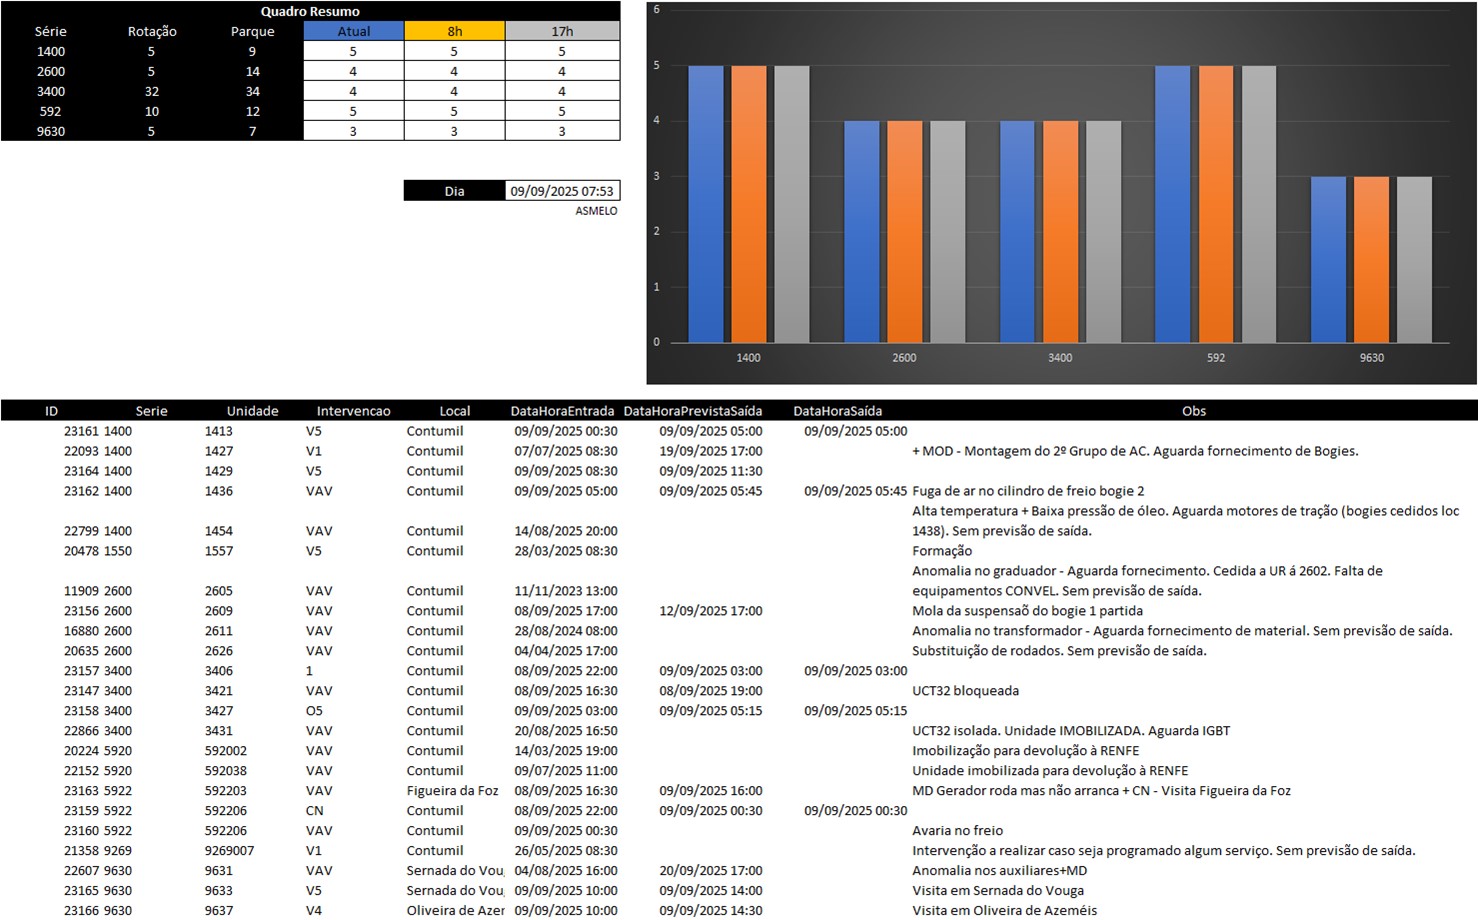 Quadro Resumo
Série Rotação Parque Atual 8h 17h
1400 5 9 5 5 5
2600 5 14 4 4 4
3400 32 34 4 4 4
592 10 12 5 5 5
9630 5 7 3 3 3
Dia 09/09/2025 07:53
ASMELO
6
5
4
3
2
1
0
1400 2600 3400 592 9630
ID Serie Unidade Intervencao Local DataHoraEntrada DataHoraPrevistaSaída DataHoraSaída Obs
23161 1400 1413 V5 Contumil 09/09/2025 00:30 09/09/2025 05:00 09/09/2025 05:00
22093 1400 1427 V1 Contumil 07/07/2025 08:30 19/09/2025 17:00 + MOD - Montagem do 2º Grupo de AC. Aguarda fornecimento de Bogies.
23164 1400 1429 V5 Contumil 09/09/2025 08:30 09/09/2025 11:30
23162 1400 1436 VAV Contumil 09/09/2025 05:00 09/09/2025 05:45 09/09/2025 05:45 Fuga de ar no cilindro de freio bogie 2
Alta temperatura + Baixa pressão de óleo. Aguarda motores de tração (bogies cedidos loc
22799 1400 1454 VAV Contumil 14/08/2025 20:00 1438). Sem previsão de saída.
20478 1550 1557 V5 Contumil 28/03/2025 08:30 Formação
Anomalia no graduador - Aguarda fornecimento. Cedida a UR á 2602. Falta de
11909 2600 2605 VAV Contumil 11/11/2023 13:00 equipamentos CONVEL. Sem previsão de saída.
23156 2600 2609 VAV Contumil 08/09/2025 17:00 12/09/2025 17:00 Mola da suspensaõ do bogie 1 partida
16880 2600 2611 VAV Contumil 28/08/2024 08:00 Anomalia no transformador - Aguarda fornecimento de material. Sem previsão de saída.
20635 2600 2626 VAV Contumil 04/04/2025 17:00 Substituição de rodados. Sem previsão de saída.
23157 3400 3406 1 Contumil 08/09/2025 22:00 09/09/2025 03:00 09/09/2025 03:00
23147 3400 3421 VAV Contumil 08/09/2025 16:30 08/09/2025 19:00 UCT32 bloqueada
23158 3400 3427 O5 Contumil 09/09/2025 03:00 09/09/2025 05:15 09/09/2025 05:15
22866 3400 3431 VAV Contumil 20/08/2025 16:50 UCT32 isolada. Unidade IMOBILIZADA. Aguarda IGBT
20224 5920 592002 VAV Contumil 14/03/2025 19:00 Imobilização para devolução à RENFE
22152 5920 592038 VAV Contumil 09/07/2025 11:00 Unidade imobilizada para devolução à RENFE
23163 5922 592203 VAV Figueira da Foz 08/09/2025 16:30 09/09/2025 16:00 MD Gerador roda mas não arranca + CN - Visita Figueira da Foz
23159 5922 592206 CN Contumil 08/09/2025 22:00 09/09/2025 00:30 09/09/2025 00:30
23160 5922 592206 VAV Contumil 09/09/2025 00:30 Avaria no freio
21358 9269 9269007 V1 Contumil 26/05/2025 08:30 Intervenção a realizar caso seja programado algum serviço. Sem previsão de saída.
22607 9630 9631 VAV Sernada do Vou 04/08/2025 16:00 20/09/2025 17:00 Anomalia nos auxiliares+MD
23165 9630 9633 V5 Sernada do Vou 09/09/2025 10:00 09/09/2025 14:00 Visita em Sernada do Vouga
23166 9630 9637 V4 Oliveira de Azer 09/09/2025 10:00 09/09/2025 14:30 Visita em Oliveira de Azeméis